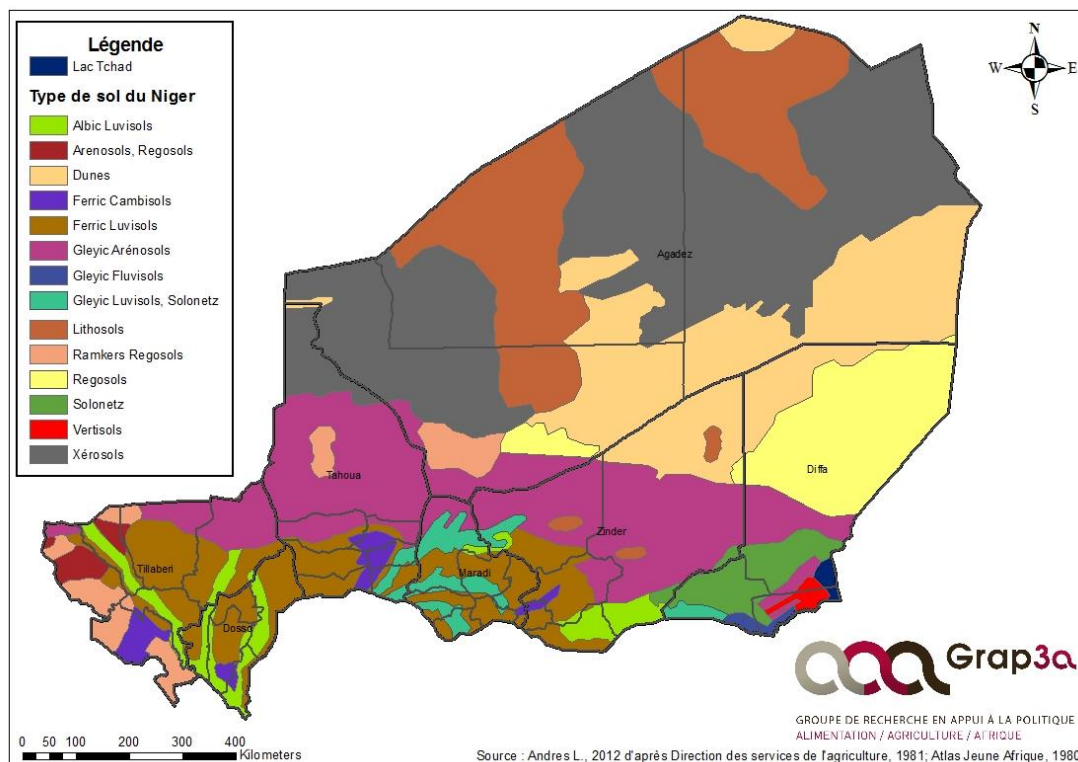 Légende
Lac Tchad
Type de sol du Niger
Albic Luvisols
Arenosols, Regosols
Dunes
Ferric Cambisols
Ferric Luvisols
Gleyic Arénosols
Gleyic Fluvisols
Gleyic Luvisols, Solonetz
Lithosols
Ramkers Regosols
Regosols
Solonetz
Vertisols
Xérosols
N
W E
S
Agadez
Diffa
Tahoua
Zinder
Tillaberi
Maradi
Dosso
Grap3a
GROUPE DE RECHERCHE EN APPUI À LA POLITIQUE
ALIMENTATION / AGRICULTURE / AFRIQUE
0 50 100 200 300 400
Kilometers
Source : Andres L., 2012 d'après Direction des services de l'agriculture, 1981; Atlas Jeune Afrique, 1980